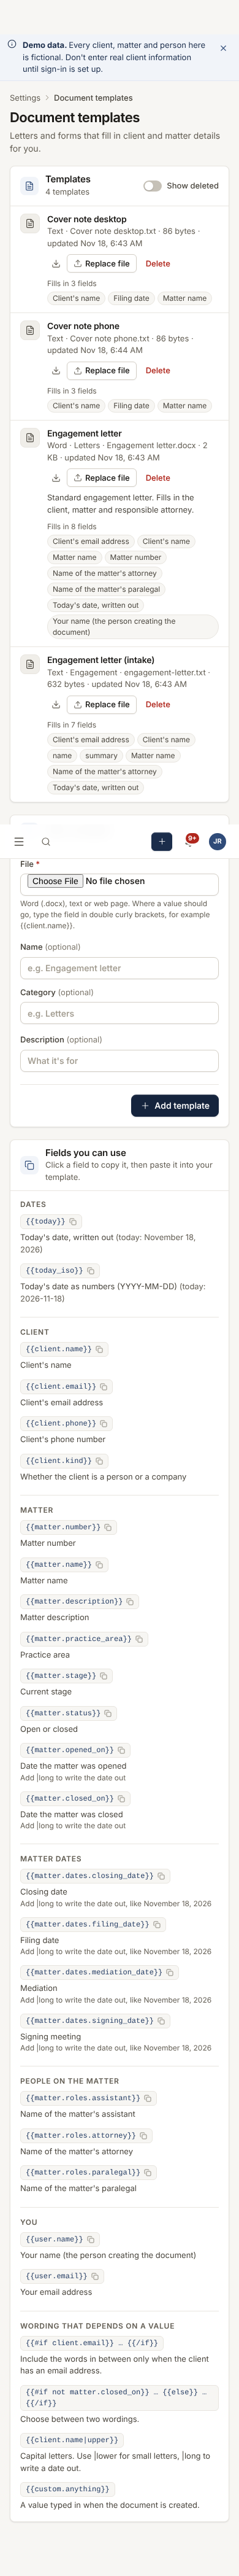 Demo data. Every client, matter and person here
is fictional. Don't enter real client information
until sign-in is set up.
Settings > Document templates
Document templates
Letters and forms that fill in client and matter details
for you.
Templates
4 templates
Show deleted
Cover note desktop
Text · Cover note desktop.txt · 86 bytes ·
updated Nov 18, 6:43 AM
Replace file
Delete
Fills in 3 fields
Client's name
Filing date
Matter name
Cover note phone
Text · Cover note phone.txt · 86 bytes ·
updated Nov 18, 6:44 AM
Replace file
Delete
Fills in 3 fields
Client's name
Filing date
Matter name
Engagement letter
Word · Letters · Engagement letter.docx · 2
KB · updated Nov 18, 6:43 AM
Replace file
Delete
Standard engagement letter. Fills in the
client, matter and responsible attorney.
Fills in 8 fields
Client's email address
Client's name
Matter name
Matter number
Name of the matter's attorney
Name of the matter's paralegal
Today's date, written out
Your name (the person creating the
document)
Engagement letter (intake)
Text · Engagement · engagement-letter.txt ·
632 bytes · updated Nov 18, 6:43 AM
Replace file
Delete
Fills in 7 fields
Client's email address
Client's name
name
summary
Matter name
Name of the matter's attorney
Today's date, written out
9+
JR
File *
Choose File No file chosen
Word (.docx), text or web page. Where a value should
go, type the field in double curly brackets, for example
{{client.name}}.
Name (optional)
e.g. Engagement letter
Category (optional)
e.g. Letters
Description (optional)
What it's for
Add template
Fields you can use
Click a field to copy it, then paste it into your
template.
DATES
{{today}}
Today's date, written out (today: November 18,
2026)
{{today_iso}}
Today's date as numbers (YYYY-MM-DD) (today:
2026-11-18)
CLIENT
{{client.name}}
Client's name
{{client.email}}
Client's email address
{{client.phone}}
Client's phone number
{{client.kind}}
Whether the client is a person or a company
MATTER
{{matter.number}}
Matter number
{{matter.name}}
Matter name
{{matter.description}}
Matter description
{{matter.practice_area}}
Practice area
{{matter.stage}}
Current stage
{{matter.status}}
Open or closed
{{matter.opened_on}}
Date the matter was opened
Add |long to write the date out
{{matter.closed_on}}
Date the matter was closed
Add |long to write the date out
MATTER DATES
{{matter.dates.closing_date}}
Closing date
Add |long to write the date out, like November 18, 2026
{{matter.dates.filing_date}}
Filing date
Add |long to write the date out, like November 18, 2026
{{matter.dates.mediation_date}}
Mediation
Add |long to write the date out, like November 18, 2026
{{matter.dates.signing_date}}
Signing meeting
Add |long to write the date out, like November 18, 2026
PEOPLE ON THE MATTER
{{matter.roles.assistant}}
Name of the matter's assistant
{{matter.roles.attorney}}
Name of the matter's attorney
{{matter.roles.paralegal}}
Name of the matter's paralegal
YOU
{{user.name}}
Your name (the person creating the document)
{{user.email}}
Your email address
WORDING THAT DEPENDS ON A VALUE
{{#if client.email}} … {{/if}}
Include the words in between only when the client
has an email address.
{{#if not matter.closed_on}} … {{else}} …
{{/if}}
Choose between two wordings.
{{client.name|upper}}
Capital letters. Use |lower for small letters, |long to
write a date out.
{{custom.anything}}
A value typed in when the document is created.